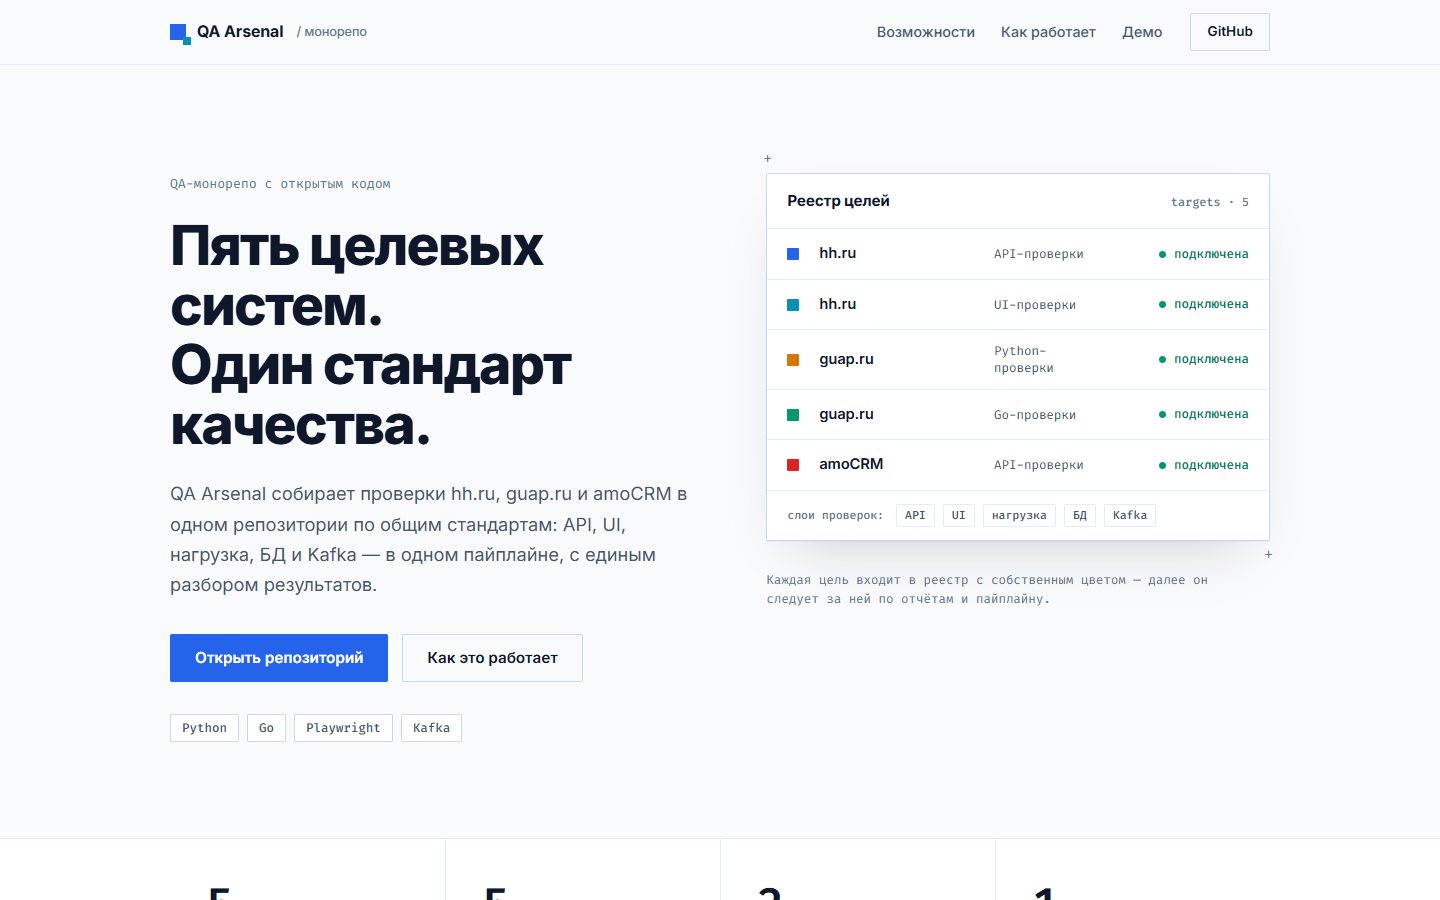 QA Arsenal / монорепо
Возможности Как работает Демо GitHub
QA-монорепо с открытым кодом
Пять целевых
систем.
Один стандарт
качества.
QA Arsenal собирает проверки hh.ru, guap.ru и amoCRM в
одном репозитории по общим стандартам: API, UI,
нагрузка, БД и Kafka — в одном пайплайне, с единым
разбором результатов.
Открыть репозиторий Как это работает
Python Go Playwright Kafka
+
Реестр целей targets · 5
hh.ru API-проверки подключена
hh.ru UI-проверки подключена
guap.ru Python-
проверки подключена
guap.ru Go-проверки подключена
amoCRM API-проверки подключена
слои проверок: API UI нагрузка БД Kafka
+
Каждая цель входит в реестр с собственным цветом — далее он
следует за ней по отчётам и пайплайну.